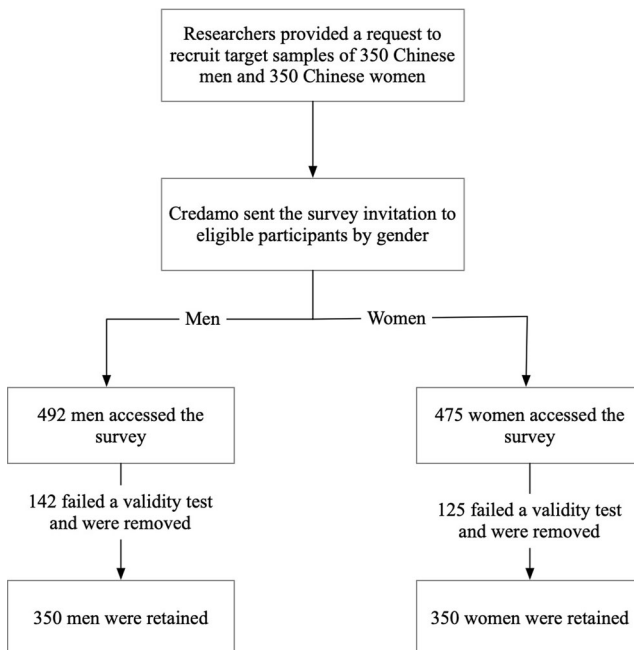 Researchers provided a request to
recruit target samples of 350 Chinese
men and 350 Chinese women
Credamo sent the survey invitation to
eligible participants by gender
Men
Women
492 men accessed the
survey
475 women accessed the
survey
142 failed a validity test
and were removed
125 failed a validity test
and were removed
350 men were retained
350 women were retained